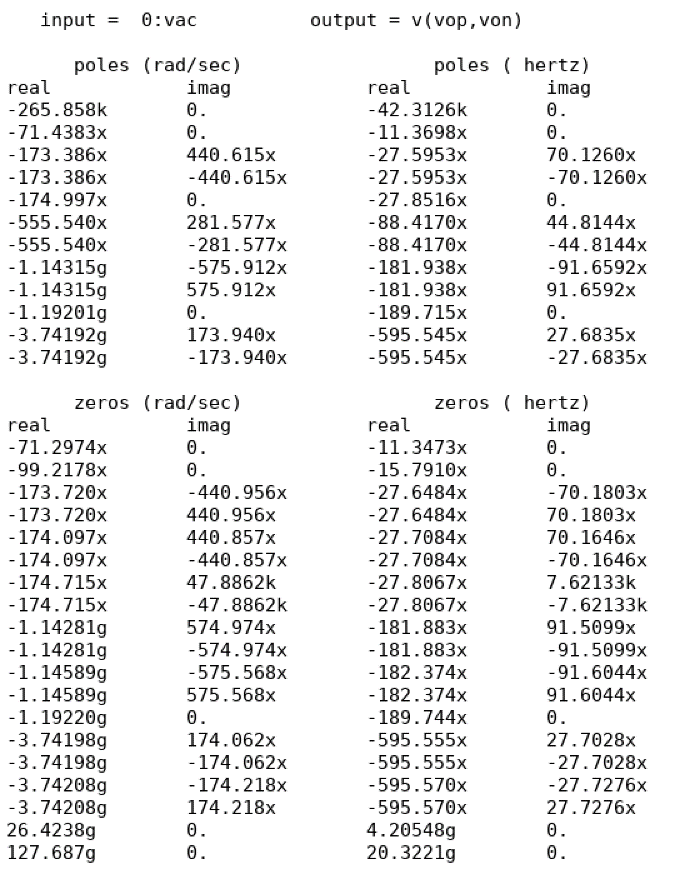 input =  0:vac          output = v(vop,von)
poles (rad/sec)                 poles ( hertz)
real            imag            real            imag
-265.858k       0.              -42.3126k       0.
-71.4383x       0.              -11.3698x       0.
-173.386x       440.615x        -27.5953x       70.1260x
-173.386x       -440.615x       -27.5953x       -70.1260x
-174.997x       0.              -27.8516x       0.
-555.540x       281.577x        -88.4170x       44.8144x
-555.540x       -281.577x       -88.4170x       -44.8144x
-1.14315g       -575.912x       -181.938x       -91.6592x
-1.14315g       575.912x        -181.938x       91.6592x
-1.19201g       0.              -189.715x       0.
-3.74192g       173.940x        -595.545x       27.6835x
-3.74192g       -173.940x       -595.545x       -27.6835x
zeros (rad/sec)                 zeros ( hertz)
real            imag            real            imag
-71.2974x       0.              -11.3473x       0.
-99.2178x       0.              -15.7910x       0.
-173.720x       -440.956x       -27.6484x       -70.1803x
-173.720x       440.956x        -27.6484x       70.1803x
-174.097x       440.857x        -27.7084x       70.1646x
-174.097x       -440.857x       -27.7084x       -70.1646x
-174.715x       47.8862k        -27.8067x       7.62133k
-174.715x       -47.8862k       -27.8067x       -7.62133k
-1.14281g       574.974x        -181.883x       91.5099x
-1.14281g       -574.974x       -181.883x       -91.5099x
-1.14589g       -575.568x       -182.374x       -91.6044x
-1.14589g       575.568x        -182.374x       91.6044x
-1.19220g       0.              -189.744x       0.
-3.74198g       174.062x        -595.555x       27.7028x
-3.74198g       -174.062x       -595.555x       -27.7028x
-3.74208g       -174.218x       -595.570x       -27.7276x
-3.74208g       174.218x        -595.570x       27.7276x
26.4238g        0.              4.20548g        0.
127.687g        0.              20.3221g        0.